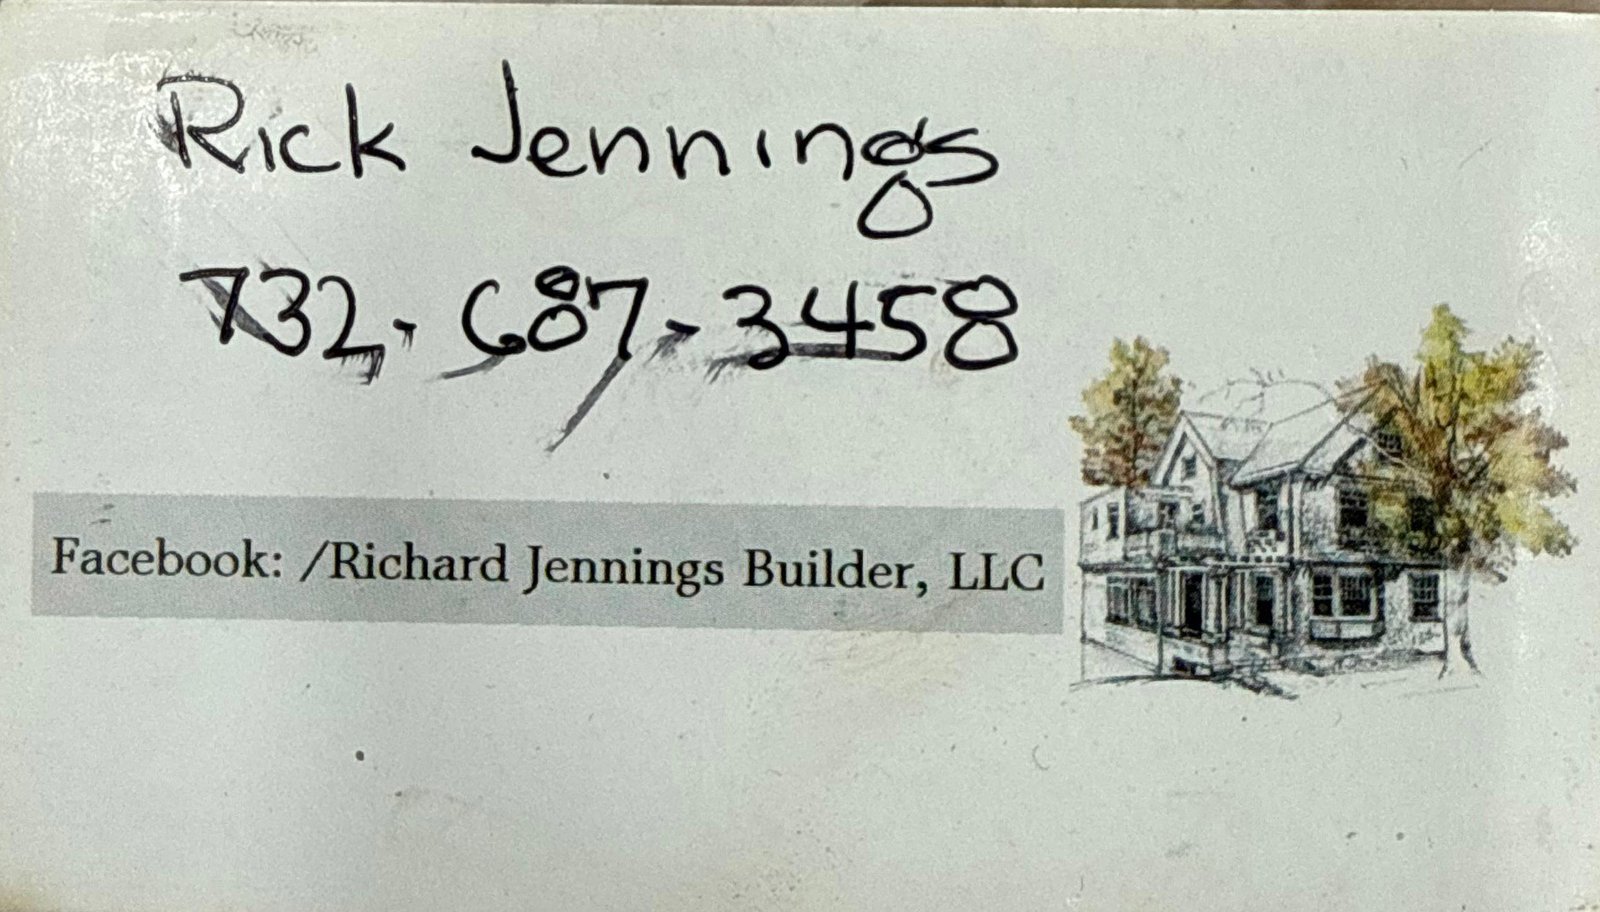 Rick Jennings
732-687-3458
Facebook: /Richard Jennings Builder, LLC